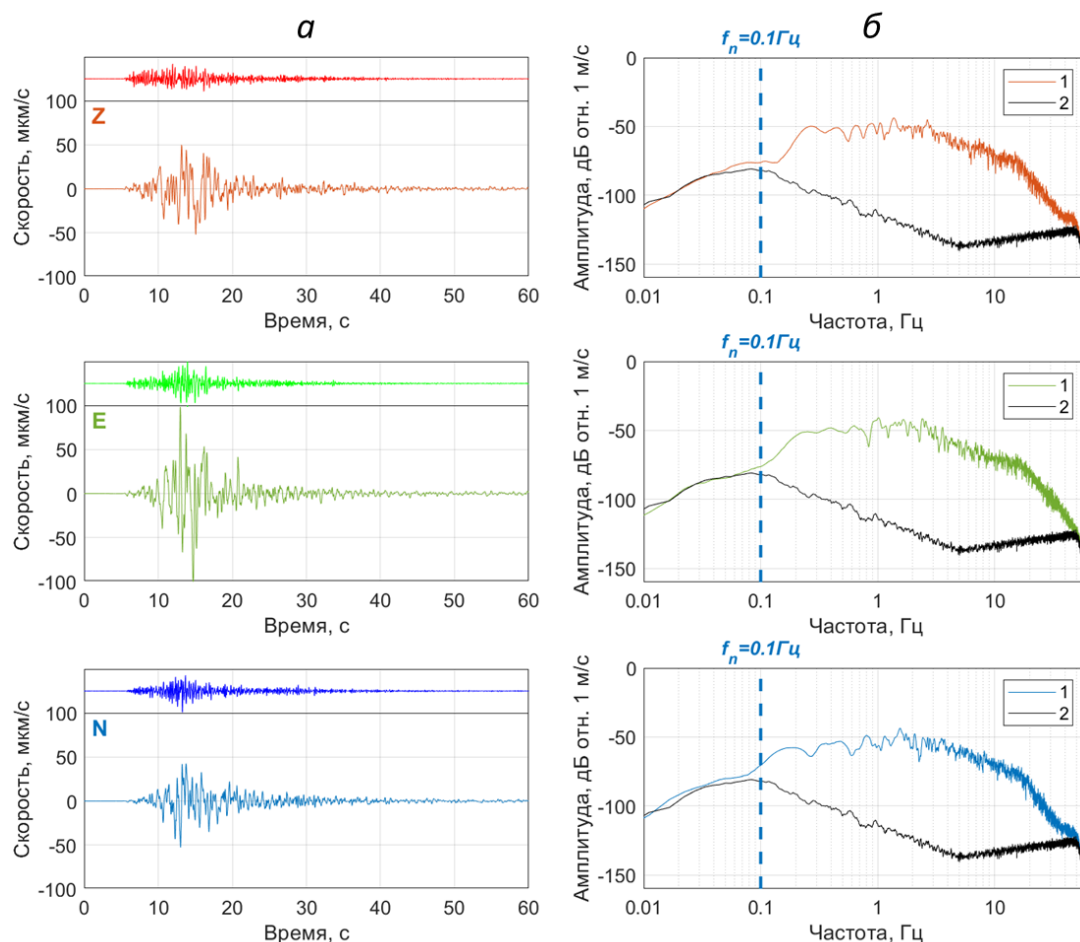 а
Z
Скорость, мкм/с
100
50
0
-50
-100
0 10 20 30 40 50 60
Время, с
б
f_n=0.1Гц
1
2
Амплитуда, дБ отн. 1 м/с
0
-50
-100
-150
0.01 0.1 1 10
Частота, Гц
E
Скорость, мкм/с
100
50
0
-50
-100
0 10 20 30 40 50 60
Время, с
f_n=0.1Гц
1
2
Амплитуда, дБ отн. 1 м/с
0
-50
-100
-150
0.01 0.1 1 10
Частота, Гц
N
Скорость, мкм/с
100
50
0
-50
-100
0 10 20 30 40 50 60
Время, с
f_n=0.1Гц
1
2
Амплитуда, дБ отн. 1 м/с
0
-50
-100
-150
0.01 0.1 1 10
Частота, Гц